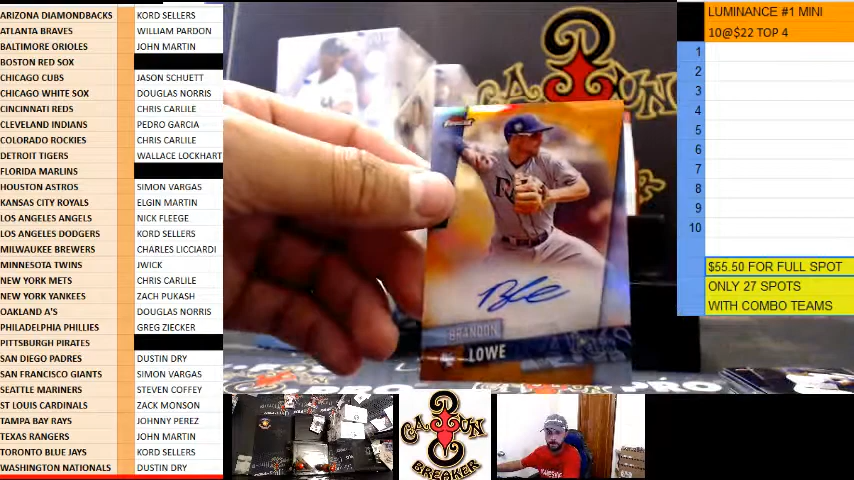 ARIZONA DIAMONDBACKS KORD SELLERS
ATLANTA BRAVES WILLIAM PARDON
BALTIMORE ORIOLES JOHN MARTIN
BOSTON RED SOX
CHICAGO CUBS JASON SCHUETT
CHICAGO WHITE SOX DOUGLAS NORRIS
CINCINNATI REDS CHRIS CARLILE
CLEVELAND INDIANS PEDRO GARCIA
COLORADO ROCKIES CHRIS CARLILE
DETROIT TIGERS WALLACE LOCKHART
FLORIDA MARLINS
HOUSTON ASTROS SIMON VARGAS
KANSAS CITY ROYALS ELGIN MARTIN
LOS ANGELES ANGELS NICK FLEEGE
LOS ANGELES DODGERS KORD SELLERS
MILWAUKEE BREWERS CHARLES LICCIARDI
MINNESOTA TWINS JWICK
NEW YORK METS CHRIS CARLILE
NEW YORK YANKEES ZACH PUKASH
OAKLAND A'S DOUGLAS NORRIS
PHILADELPHIA PHILLIES GREG ZIECKER
PITTSBURGH PIRATES
SAN DIEGO PADRES DUSTIN DRY
SAN FRANCISCO GIANTS SIMON VARGAS
SEATTLE MARINERS STEVEN COFFEY
ST LOUIS CARDINALS ZACK MONSON
TAMPA BAY RAYS JOHNNY PEREZ
TEXAS RANGERS JOHN MARTIN
TORONTO BLUE JAYS KORD SELLERS
WASHINGTON NATIONALS DUSTIN DRY
BRANDON
LOWE
CAJUN
BREAKER
LUMINANCE #1 MINI
10@$22 TOP 4
1
2
3
4
5
6
7
8
9
10
$55.50 FOR FULL SPOT
ONLY 27 SPOTS
WITH COMBO TEAMS